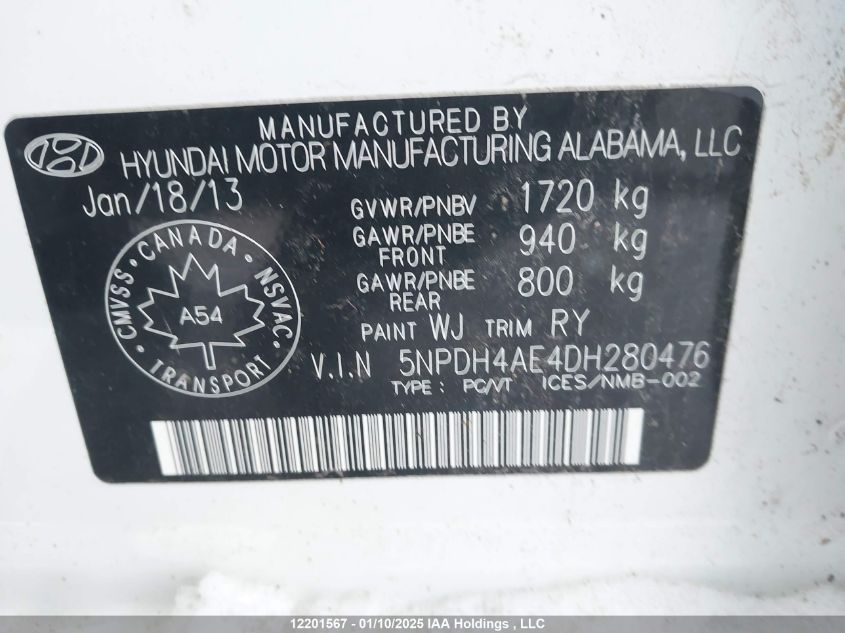 MANUFACTURED BY
HYUNDAI MOTOR MANUFACTURING ALABAMA, LLC
Jan/18/13
GVWR/PNBV 1720 kg
GAWR/PNBE FRONT 940 kg
GAWR/PNBE REAR 800 kg
PAINT WJ TRIM RY
V.I.N 5NPDH4AE4DH280476
TYPE : PC/VT ICES/NMB-002
CANADA · NSVAC · TRANSPORT · CMVSS ·
A54
12201567 - 01/10/2025 IAA Holdings , LLC